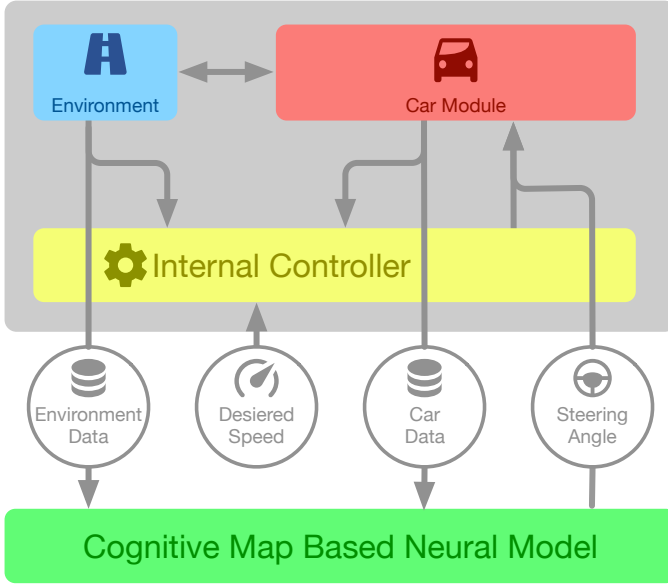 Environment
Car Module
Internal Controller
Environment
Data
Desiered
Speed
Car
Data
Steering
Angle
Cognitive Map Based Neural Model